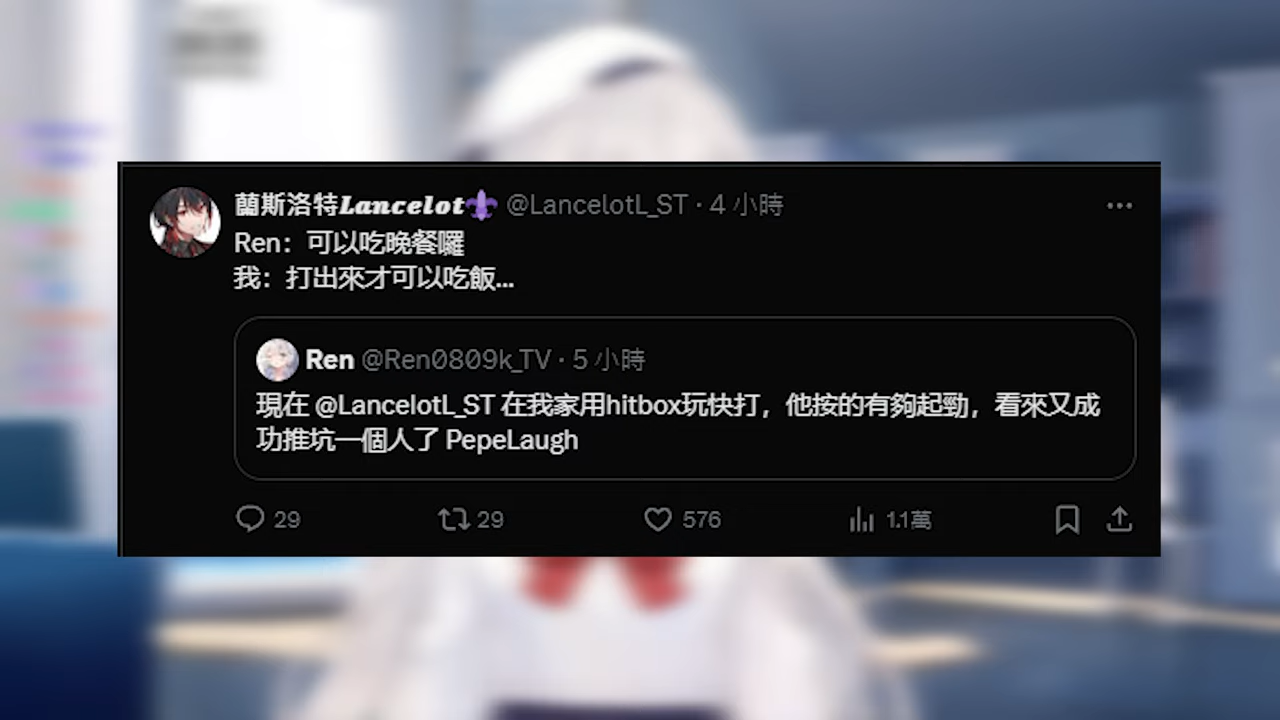 蘭斯洛特Lancelot⚜ @LancelotL_ST · 4 小時
Ren：可以吃晚餐囉
我：打出來才可以吃飯...
Ren @Ren0809k_TV · 5 小時
現在 @LancelotL_ST 在我家用hitbox玩快打，他按的有夠起勁，看來又成
功推坑一個人了 PepeLaugh
29 29 576 1.1萬